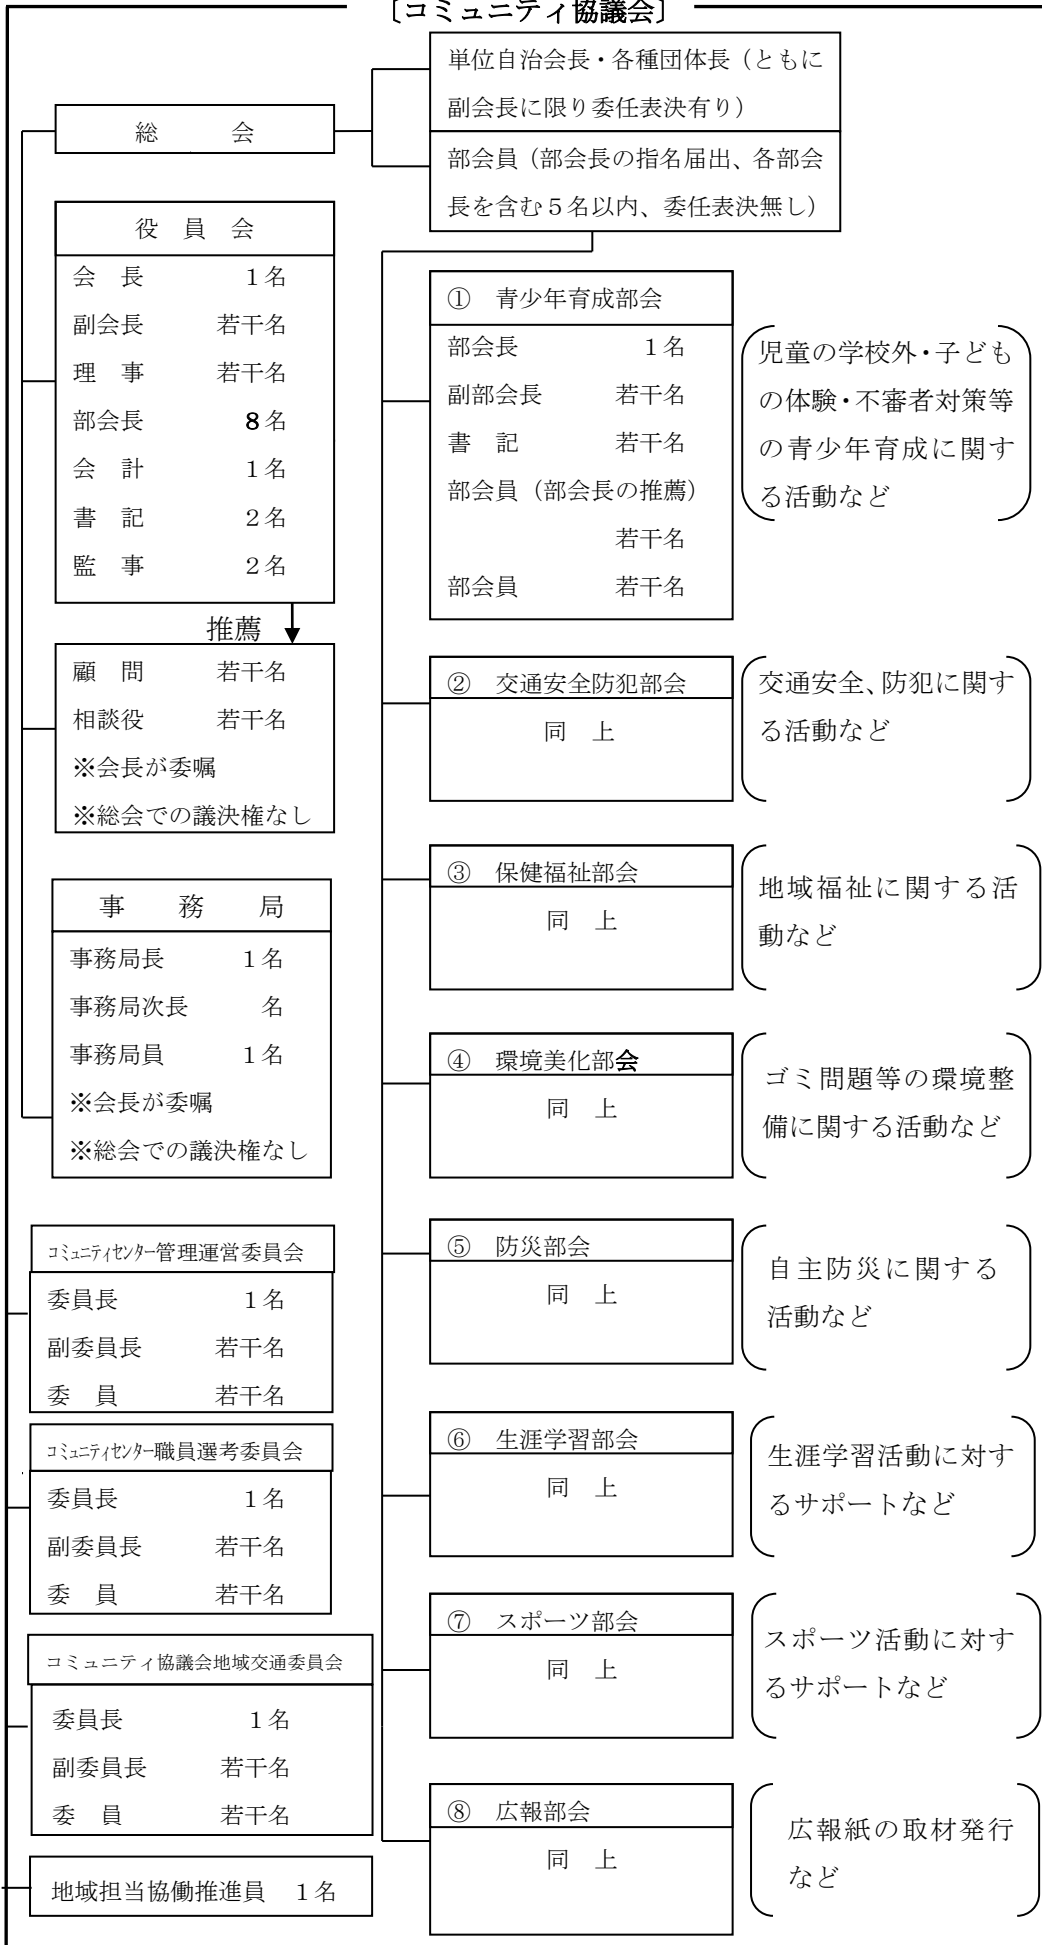 〔コミュニティ協議会〕
単位自治会長・各種団体長（ともに
副会長に限り委任表決有り）
総　　　会
部会員（部会長の指名届出、各部会
長を含む５名以内、委任表決無し）
役　員　会
会　長　　　　１名
副会長　　　若干名
理　事　　　若干名
部会長　　　　８名
会　計　　　　１名
書　記　　　　２名
監　事　　　　２名
推薦
顧　問　　　若干名
相談役　　　若干名
※会長が委嘱
※総会での議決権なし
事　　務　　局
事務局長　　　１名
事務局次長　　　名
事務局員　　　１名
※会長が委嘱
※総会での議決権なし
コミュニティセンター管理運営委員会
委員長　　　　１名
副委員長　　　若干名
委　員　　　　若干名
コミュニティセンター職員選考委員会
委員長　　　　１名
副委員長　　　若干名
委　員　　　　若干名
コミュニティ協議会地域交通委員会
委員長　　　　　１名
副委員長　　　若干名
委　員　　　　若干名
地域担当協働推進員　１名
①　青少年育成部会
部会長　　　　　１名
副部会長　　　若干名
書　記　　　　若干名
部会員（部会長の推薦）
若干名
部会員　　　　若干名
児童の学校外・子ども
の体験・不審者対策等
の青少年育成に関す
る活動など
②　交通安全防犯部会
同　上
交通安全、防犯に関す
る活動など
③　保健福祉部会
同　上
地域福祉に関する活
動など
④　環境美化部会
同　上
ゴミ問題等の環境整
備に関する活動など
⑤　防災部会
同　上
自主防災に関する
活動など
⑥　生涯学習部会
同　上
生涯学習活動に対す
るサポートなど
⑦　スポーツ部会
同　上
スポーツ活動に対す
るサポートなど
⑧　広報部会
同　上
広報紙の取材発行
など